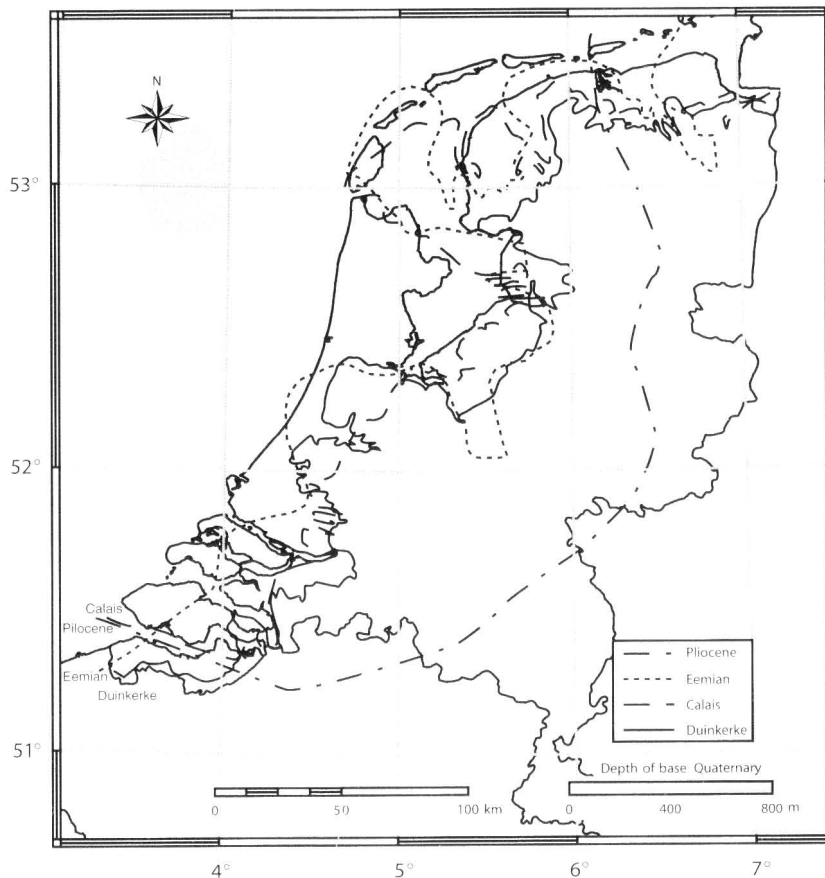 N
53°
52°
51°
Calais
Pilocene
Eemian
Duinkerke
Pliocene
Eemian
Calais
Duinkerke
Depth of base Quaternary
0 50 100 km
0 400 800 m
4° 5° 6° 7°